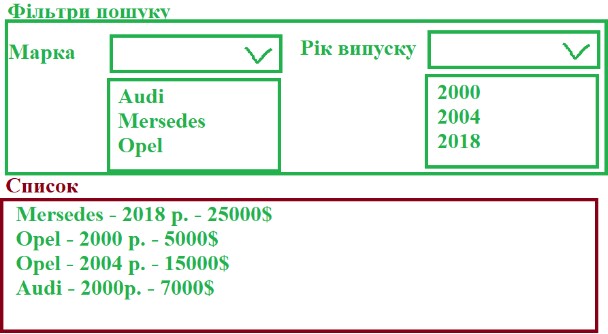 Фільтри пошуку
Марка
Рік випуску
Audi
Mersedes
Opel
2000
2004
2018
Список
Mersedes - 2018 р. - 25000$
Opel - 2000 р. - 5000$
Opel - 2004 р. - 15000$
Audi - 2000р. - 7000$